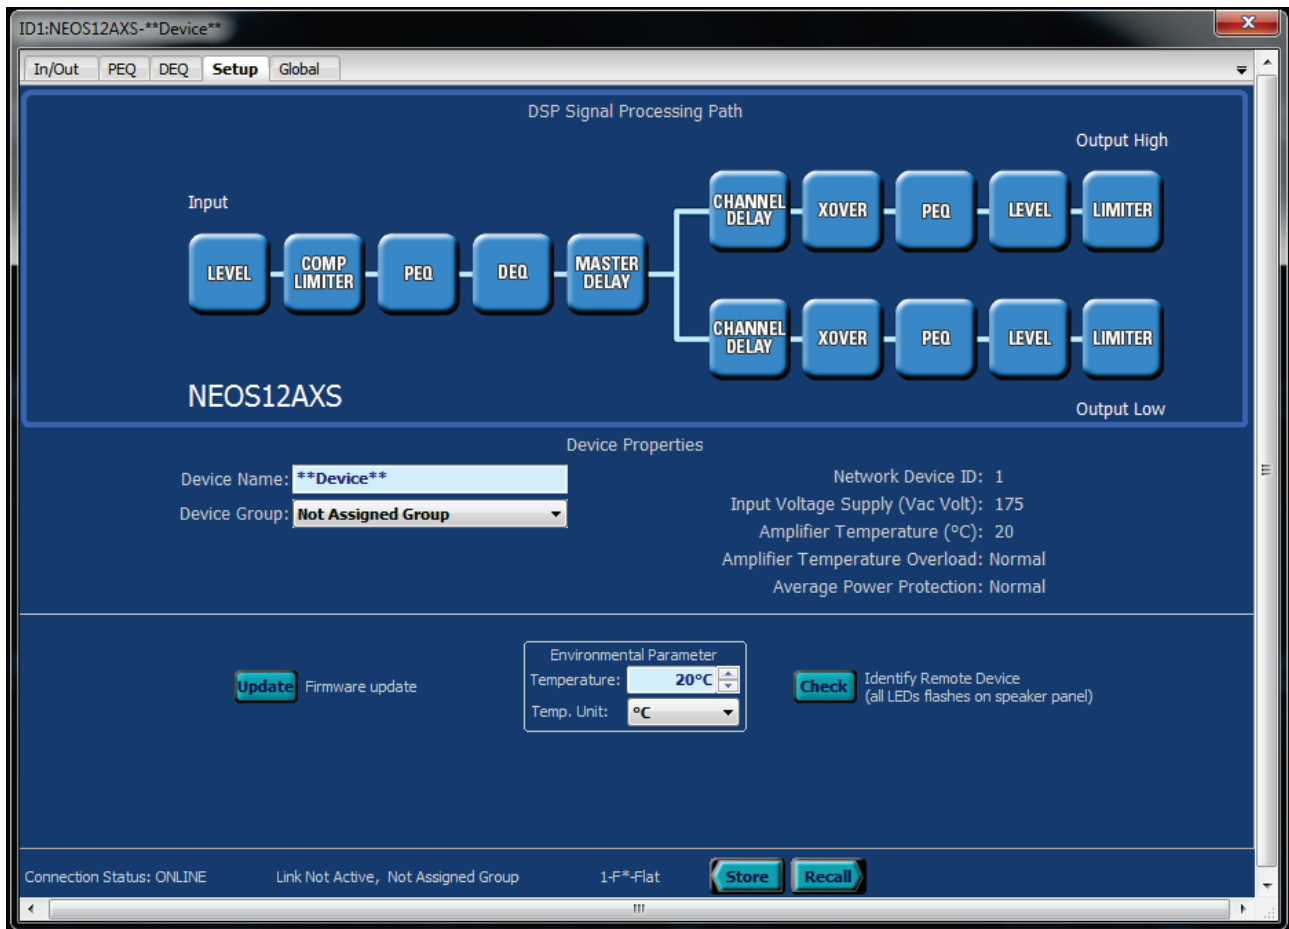 ID1:NEOS12AXS-**Device**
In/Out PEQ DEQ Setup Global
DSP Signal Processing Path
Output High
Input
CHANNEL DELAY XOVER PEQ LEVEL LIMITER
LEVEL COMP LIMITER PEQ DEQ MASTER DELAY
CHANNEL DELAY XOVER PEQ LEVEL LIMITER
NEOS12AXS
Output Low
Device Properties
Device Name: **Device**
Device Group: Not Assigned Group
Network Device ID: 1
Input Voltage Supply (Vac Volt): 175
Amplifier Temperature (°C): 20
Amplifier Temperature Overload: Normal
Average Power Protection: Normal
Update Firmware update
Environmental Parameter
Temperature: 20°C
Temp. Unit: °C
Check Identify Remote Device
(all LEDs flashes on speaker panel)
Connection Status: ONLINE Link Not Active, Not Assigned Group 1-F*-Flat Store Recall